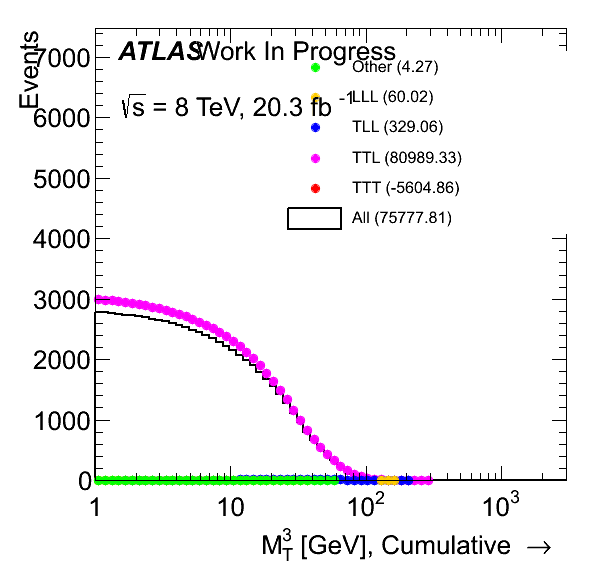 ATLAS Work In Progress
√s = 8 TeV, 20.3 fb -1
Other (4.27)
LLL (60.02)
TLL (329.06)
TTL (80989.33)
TTT (-5604.86)
All (75777.81)
Events
7000
6000
5000
4000
3000
2000
1000
0
1 10 10² 10³
M³T [GeV], Cumulative →